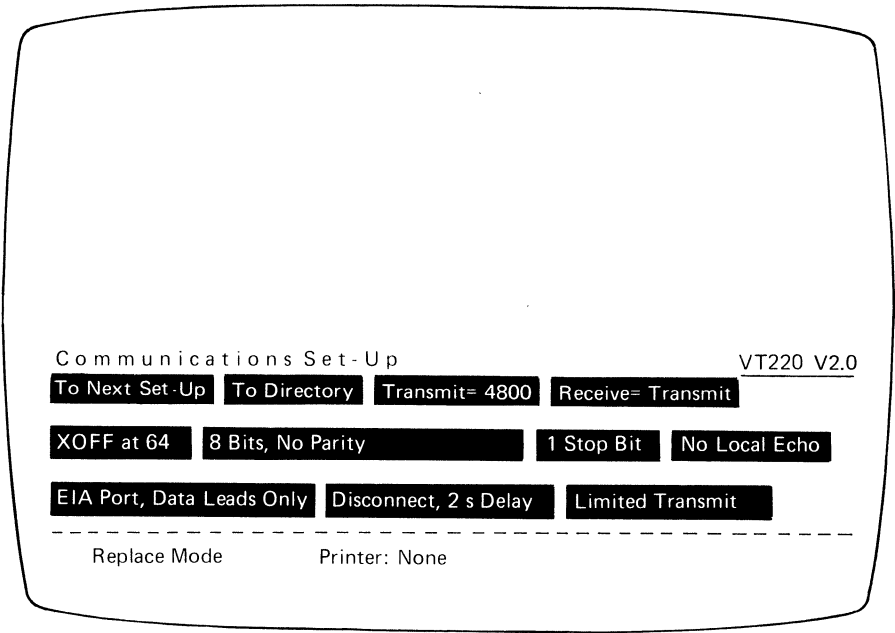 Communications Set-Up VT220 V2.0
To Next Set-Up To Directory Transmit= 4800 Receive= Transmit
XOFF at 64 8 Bits, No Parity 1 Stop Bit No Local Echo
EIA Port, Data Leads Only Disconnect, 2 s Delay Limited Transmit
Replace Mode Printer: None